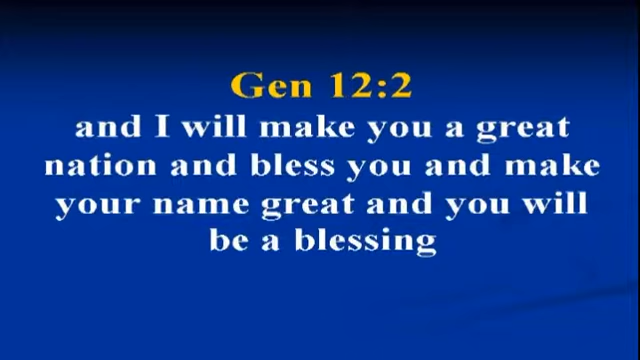 Gen 12:2
and I will make you a great
nation and bless you and make
your name great and you will
be a blessing